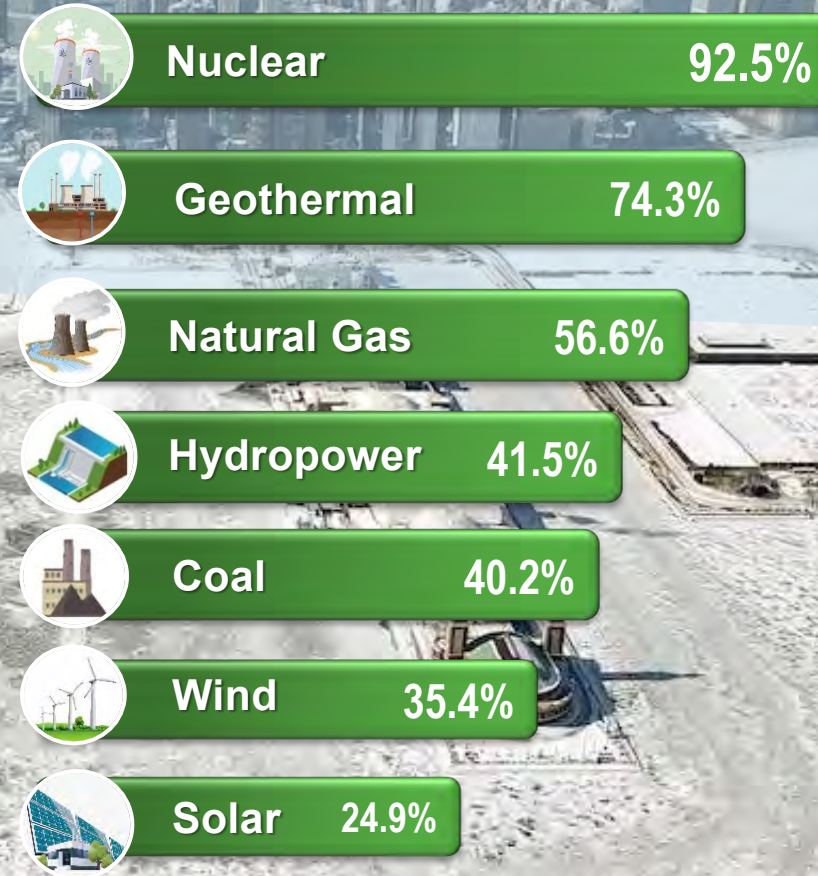 Nuclear 92.5%
Geothermal 74.3%
Natural Gas 56.6%
Hydropower 41.5%
Coal 40.2%
Wind 35.4%
Solar 24.9%